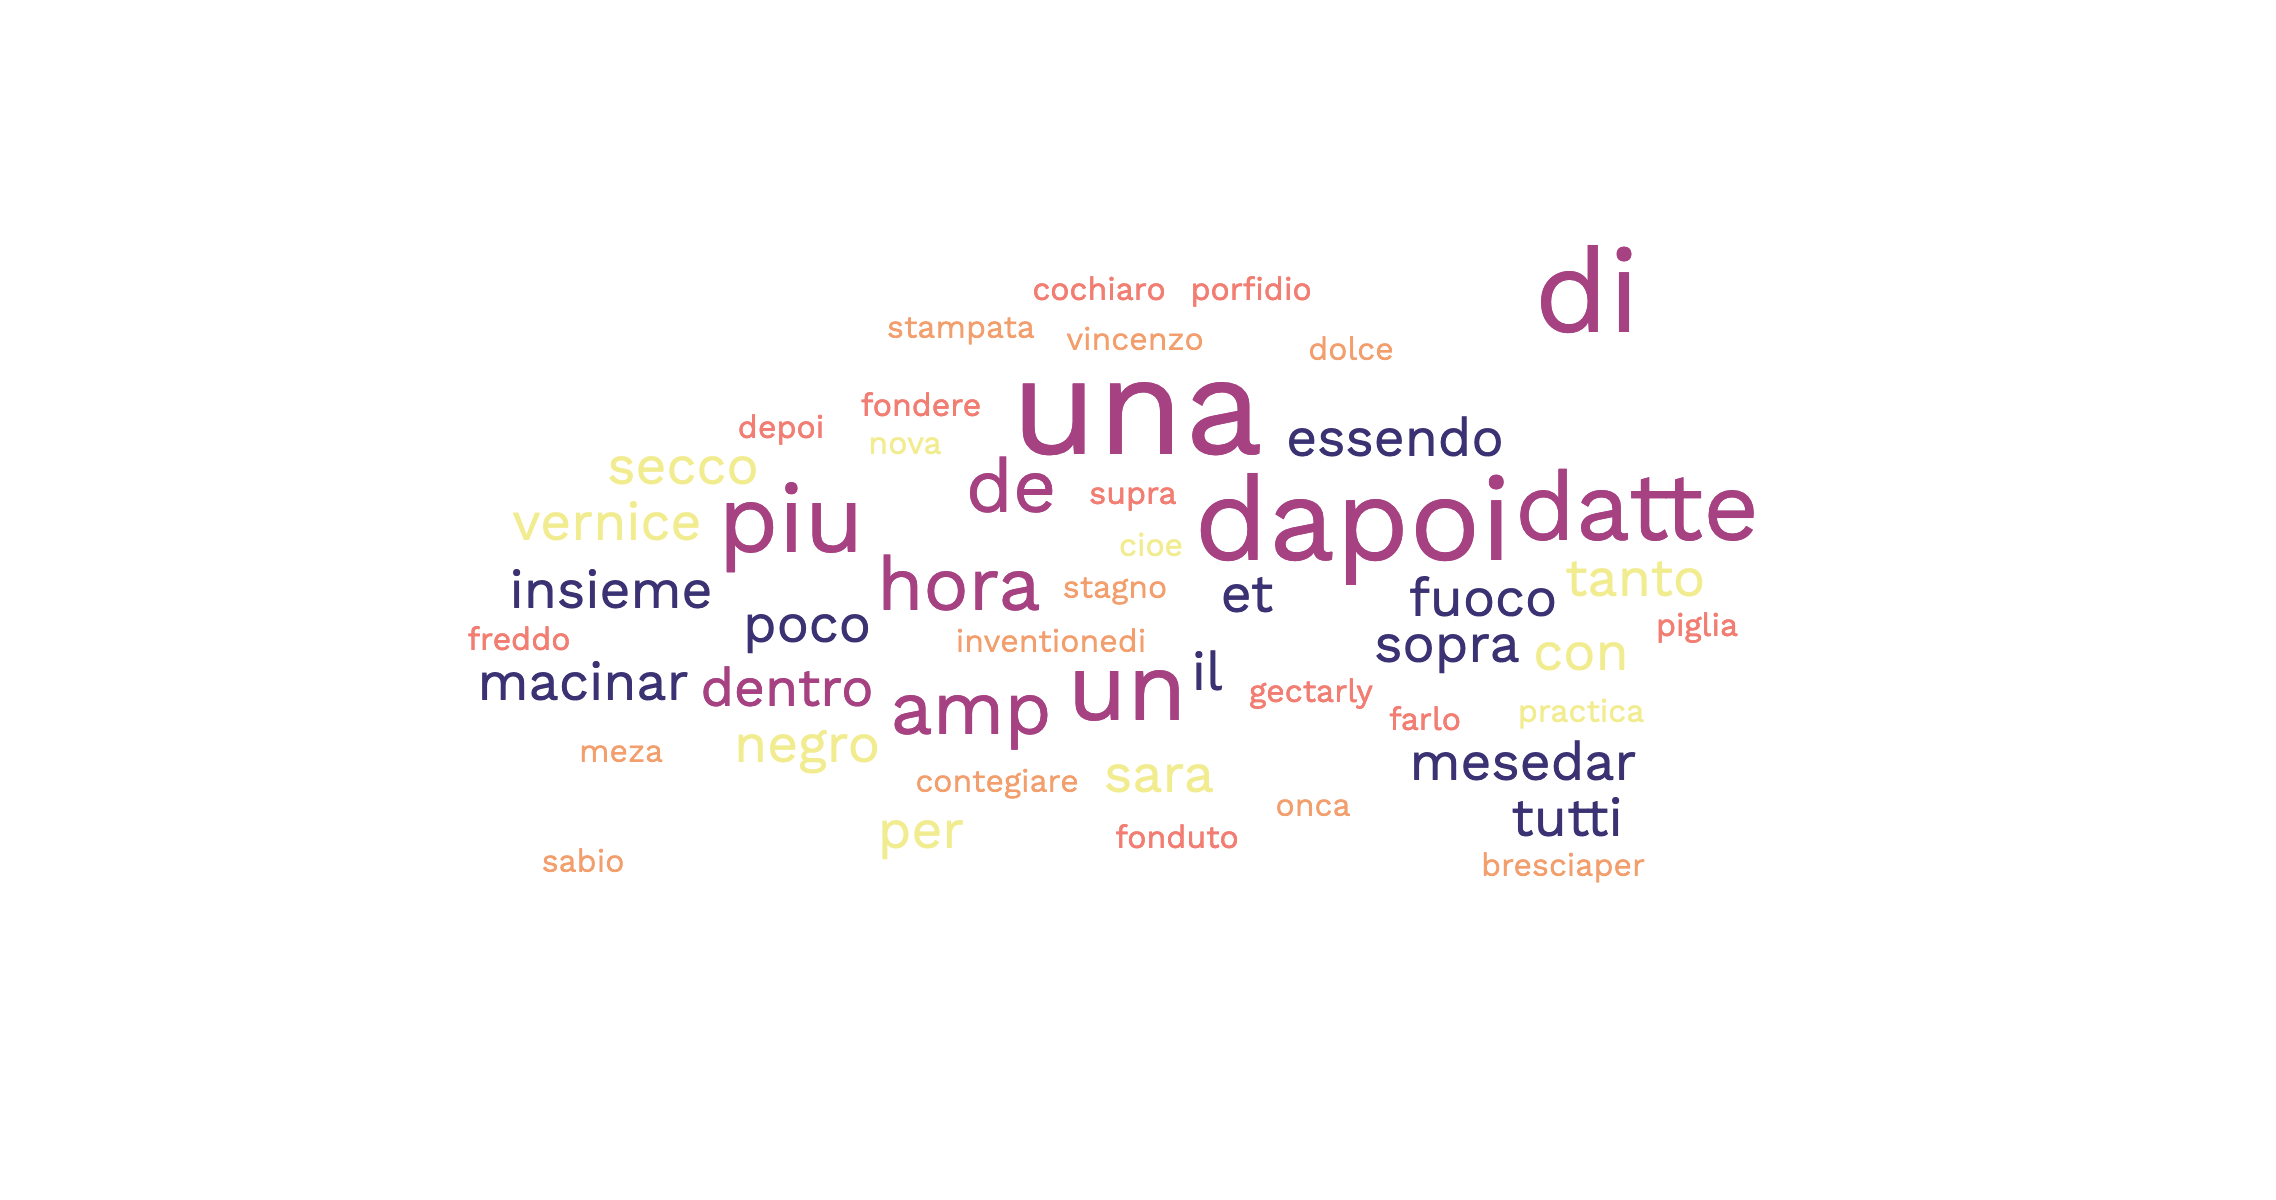 di
cochiaro porfidio
stampata vincenzo dolce
una
fondere
depoi nova essendo
secco de supra dapoi datte
vernice piu cioe
insieme hora stagno et fuoco tanto
poco piglia
freddo inventionedi sopra con
macinar dentro amp un il gectarly farlo practica
meza negro mesedar
contegiare sara onca tutti
per fonduto
sabio bresciaper